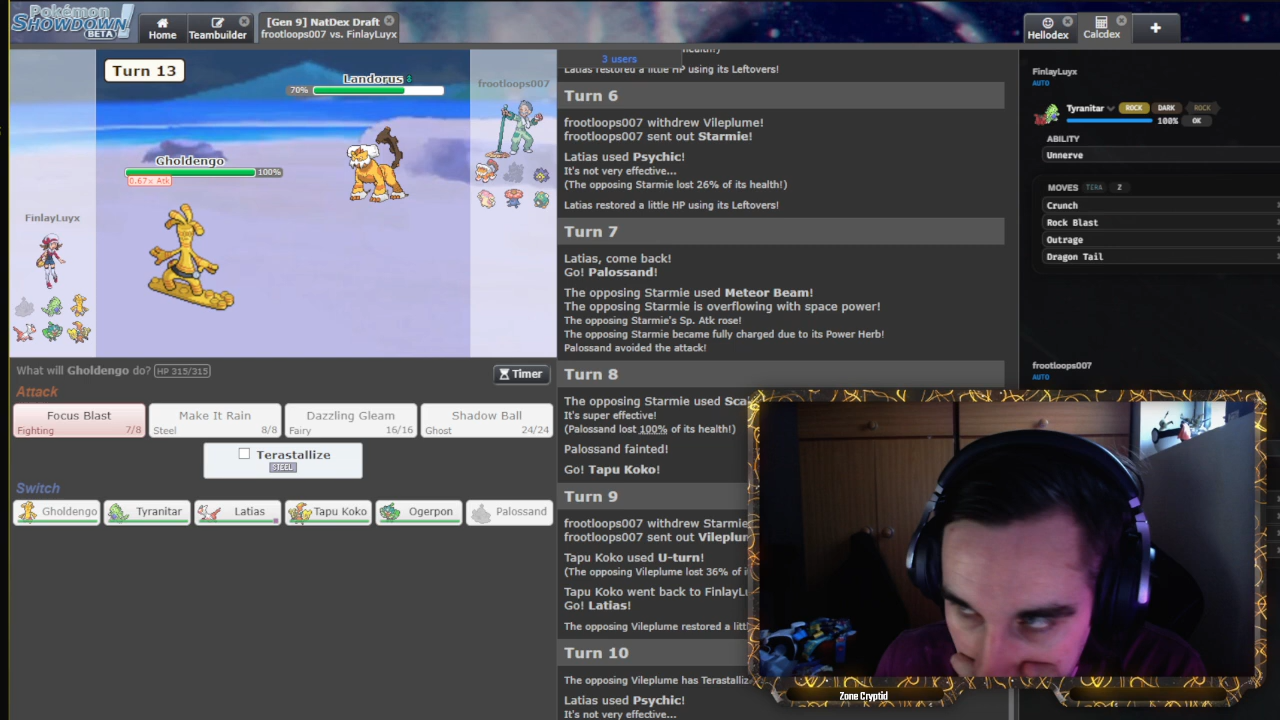 Pokémon
SHOWDOWN!
BETA
Home
Teambuilder
[Gen 9] NatDex Draft
frootloops007 vs. FinlayLuyx
Hellodex
Calcdex
Turn 13
Landorus
70%
Gholdengo
100%
0.67× Atk
frootloops007
FinlayLuyx
3 users
Latias restored a little HP using its Leftovers!
Turn 6
frootloops007 withdrew Vileplume!
frootloops007 sent out Starmie!
Latias used Psychic!
It's not very effective...
(The opposing Starmie lost 26% of its health!)
Latias restored a little HP using its Leftovers!
Turn 7
Latias, come back!
Go! Palossand!
The opposing Starmie used Meteor Beam!
The opposing Starmie is overflowing with space power!
The opposing Starmie's Sp. Atk rose!
The opposing Starmie became fully charged due to its Power Herb!
Palossand avoided the attack!
Turn 8
The opposing Starmie used Sca
It's super effective!
(Palossand lost 100% of its health!)
Palossand fainted!
Go! Tapu Koko!
Turn 9
frootloops007 withdrew Starmie
frootloops007 sent out Vileplum
Tapu Koko used U-turn!
(The opposing Vileplume lost 36% of i
Tapu Koko went back to FinlayLu
Go! Latias!
The opposing Vileplume restored a littl
Turn 10
The opposing Vileplume has Terastalliz
Latias used Psychic!
It's not very effective...
What will Gholdengo do? HP 315/315
Timer
Attack
Focus Blast
Fighting 7/8
Make It Rain
Steel 8/8
Dazzling Gleam
Fairy 16/16
Shadow Ball
Ghost 24/24
Terastallize
STEEL
Switch
Gholdengo
Tyranitar
Latias
Tapu Koko
Ogerpon
Palossand
FinlayLuyx
AUTO
Tyranitar ROCK DARK ROCK
100% OK
ABILITY
Unnerve
MOVES TERA Z
Crunch
Rock Blast
Outrage
Dragon Tail
frootloops007
AUTO
Zone Cryptid